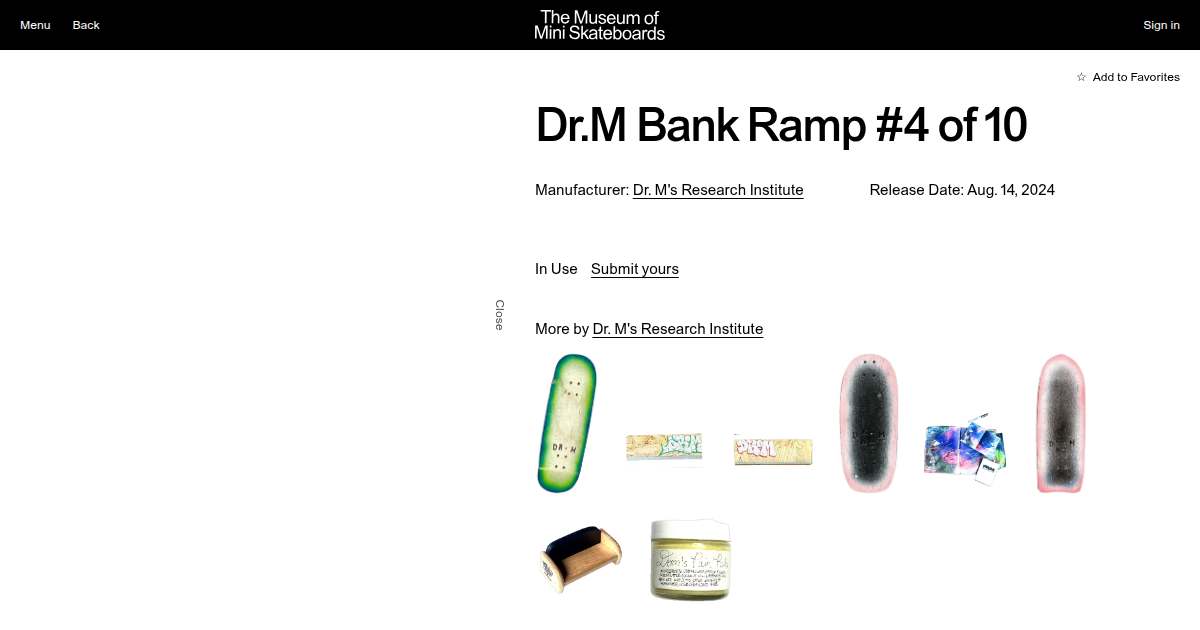 Menu
Back
The Museum of
Mini Skateboards
Sign in
☆ Add to Favorites
Dr.M Bank Ramp #4 of 10
Manufacturer: Dr. M's Research Institute
Release Date: Aug. 14, 2024
In Use
Submit yours
Close
More by Dr. M's Research Institute
DR·M